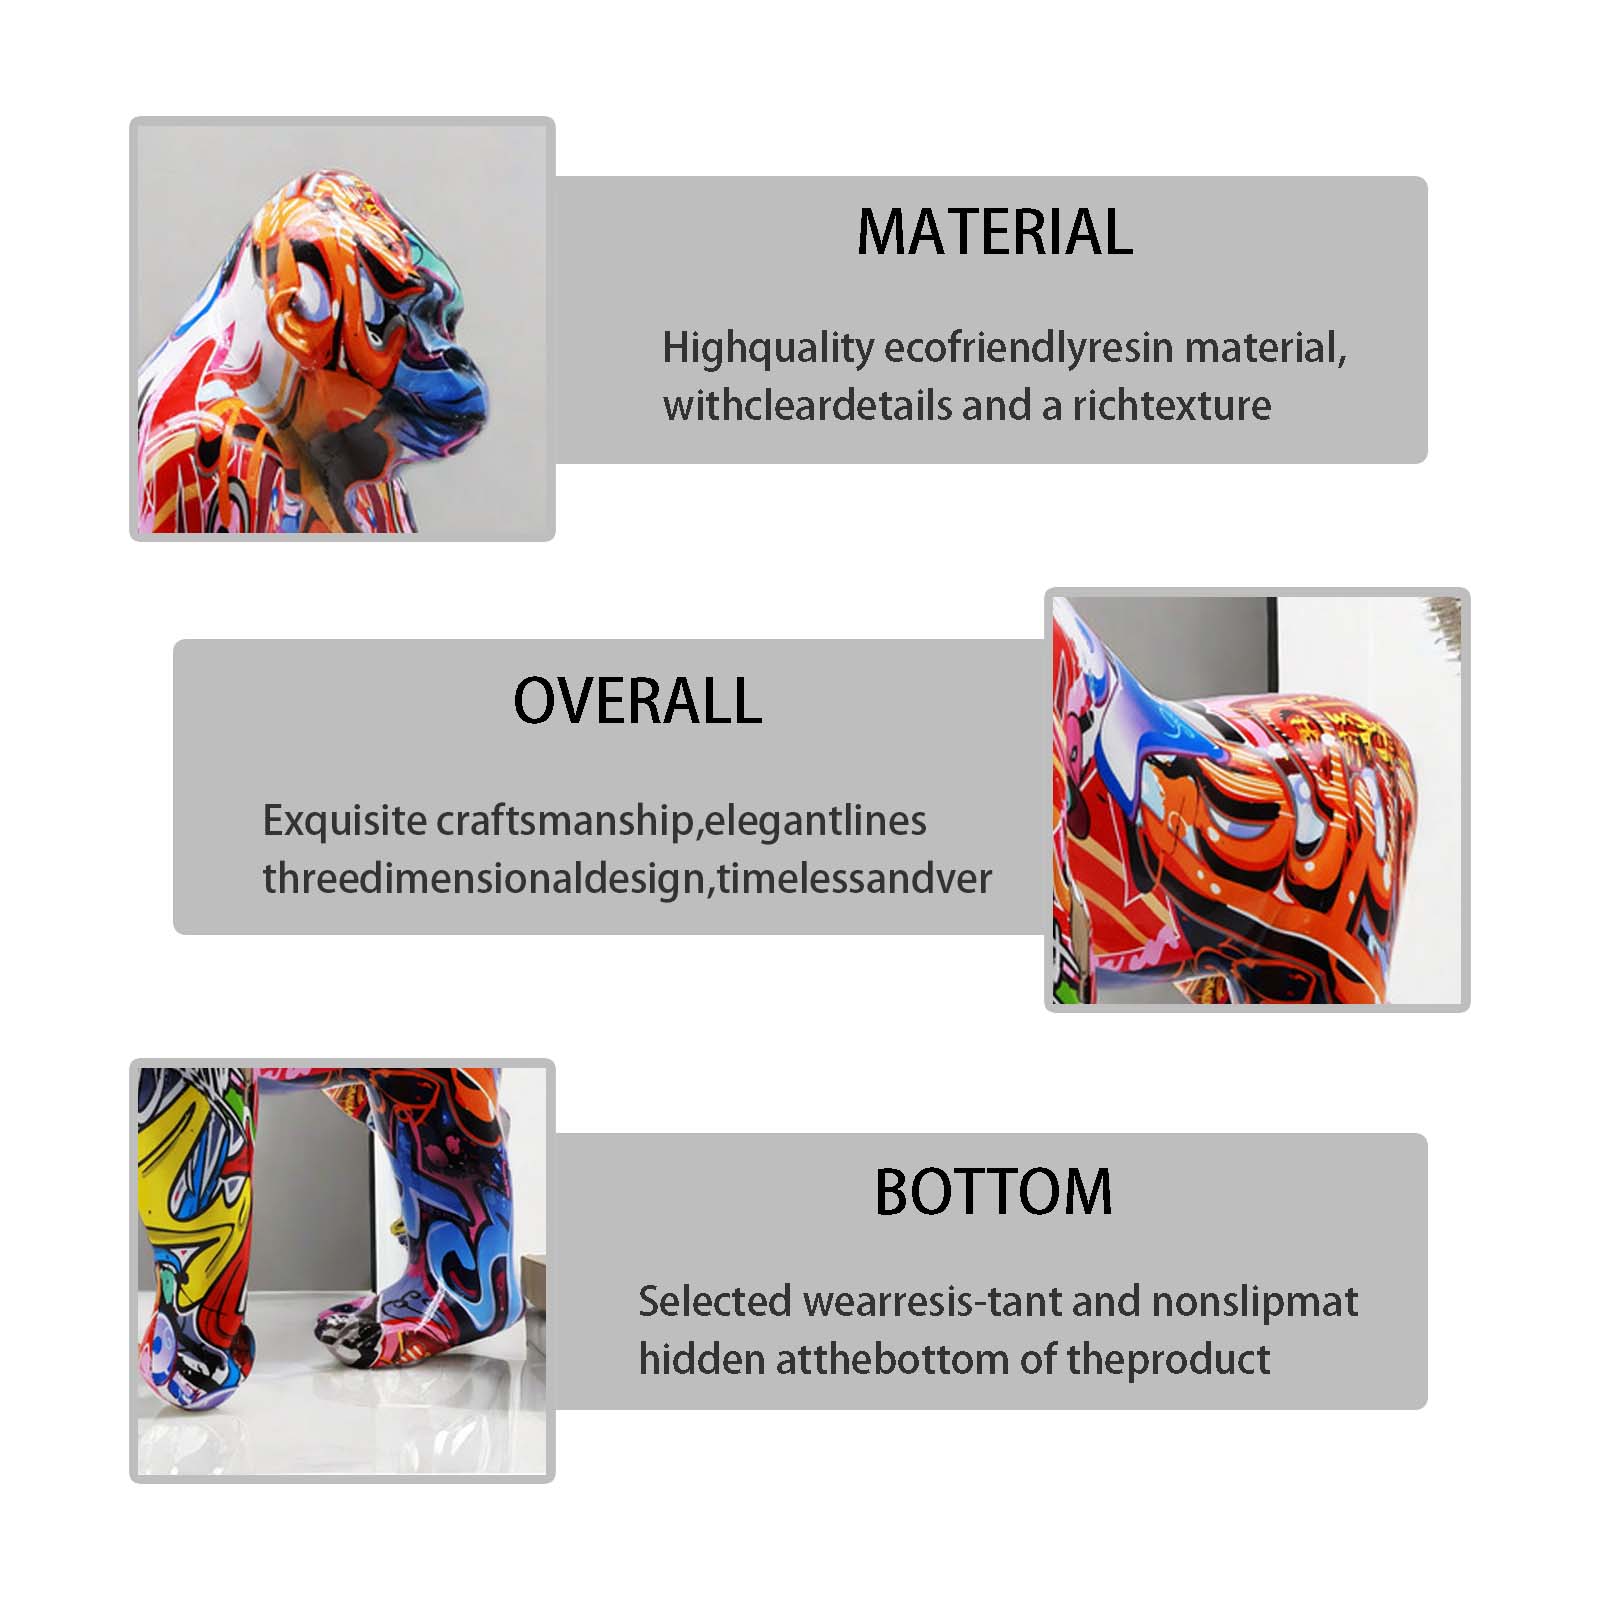 MATERIAL
Highquality ecofriendlyresin material,
withcleardetails and a richtexture
OVERALL
Exquisite craftsmanship,elegantlines
threedimensionaldesign,timelessandver
BOTTOM
Selected wearresis-tant and nonslipmat
hidden atthebottom of theproduct